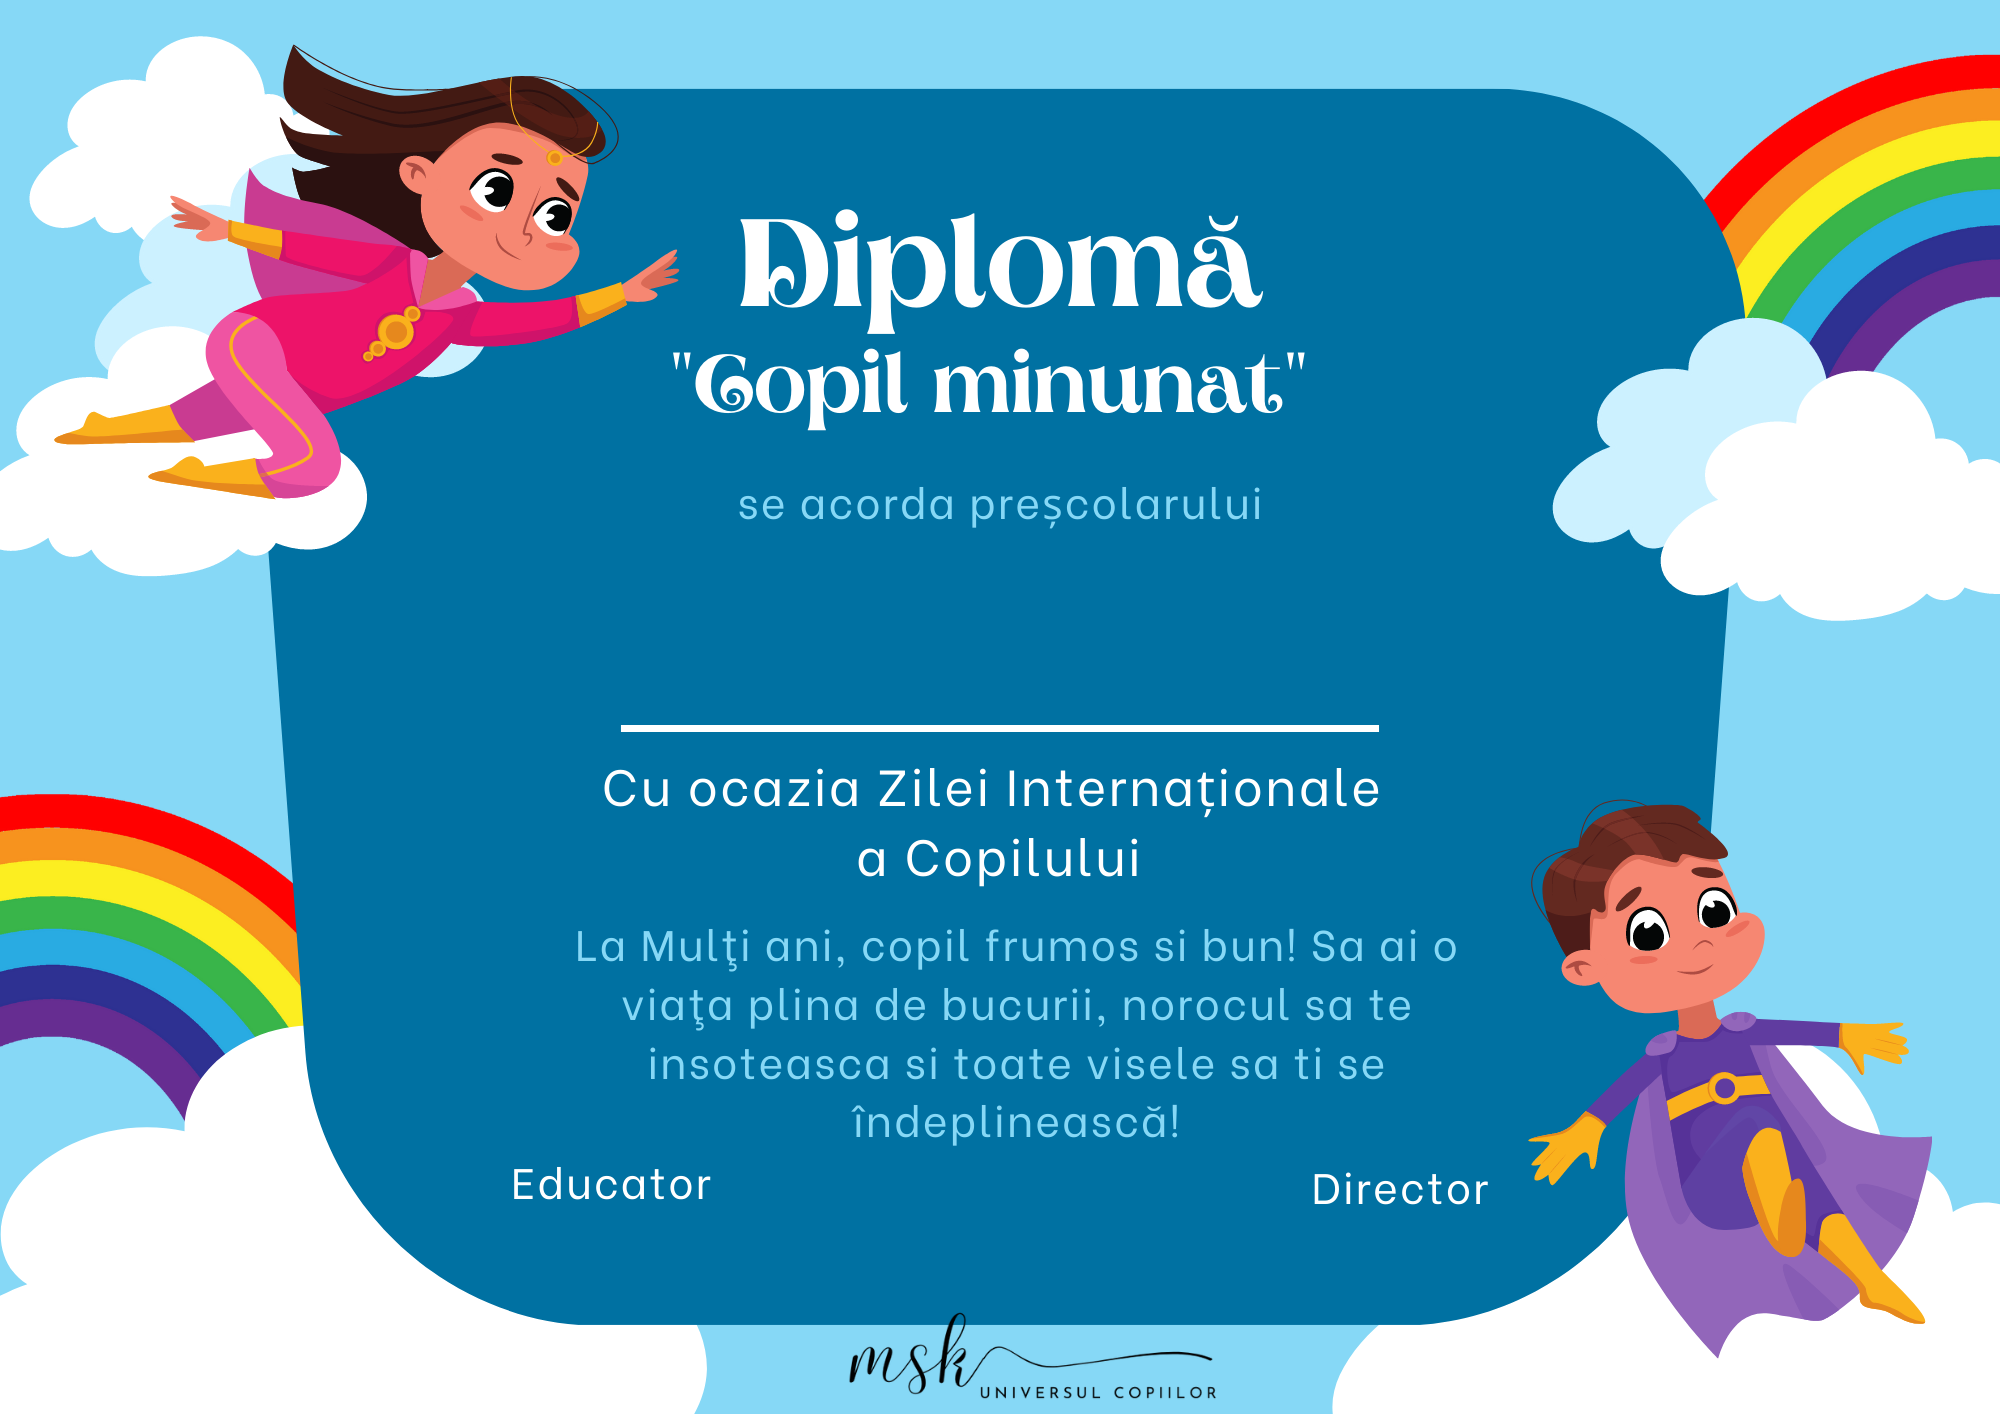 Diplomă
"Copil minunat"
se acorda preșcolarului
Cu ocazia Zilei Internaționale
a Copilului
La Mulţi ani, copil frumos si bun! Sa ai o
viaţa plina de bucurii, norocul sa te
insoteasca si toate visele sa ti se
îndeplinească!
Educator
Director
msk
UNIVERSUL COPIILOR